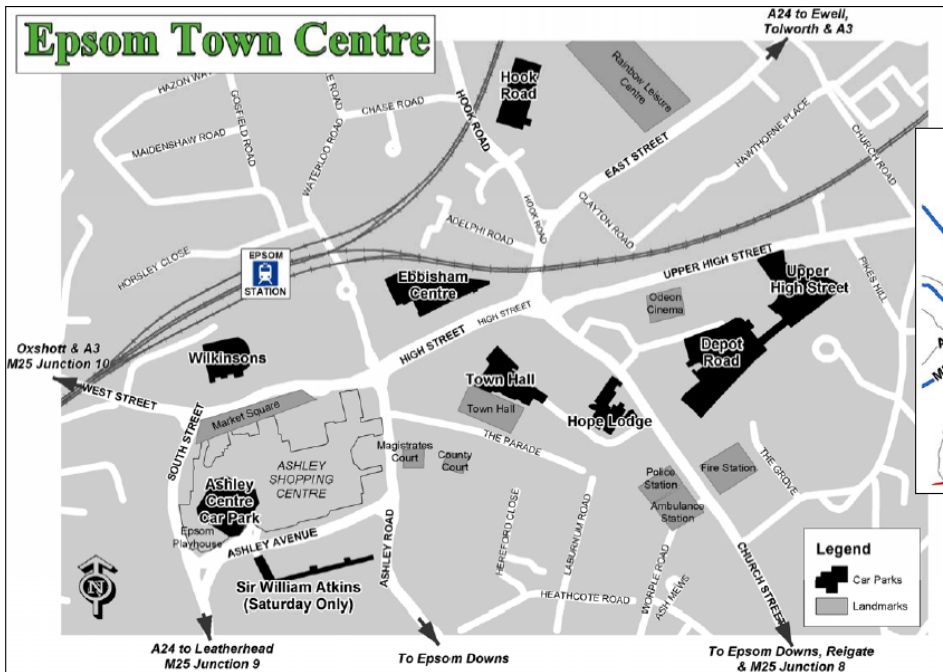 Epsom Town Centre
A24 to Ewell,
Tolworth & A3
HAZON
GOSFIELD ROAD
MAIDENSHAW ROAD
CHASE ROAD
WATERLOO ROAD
HOOK ROAD
Hook
Road
Rainbow Leisure
Centre
EAST STREET
HAWTHORNE PLACE
CHURCH ROAD
HORSLEY CLOSE
EPSOM
STATION
ADELPHI ROAD
HOOK ROAD
CLAYTON ROAD
UPPER HIGH STREET
PIKES HILL
Ebbisham
Centre
Odeon
Cinema
Upper
High Street
Oxshott & A3
M25 Junction 10
Wilkinsons
HIGH STREET
HIGH STREET
Depot
Road
WEST STREET
Market Square
Town Hall
Town Hall
Hope Lodge
SOUTH STREET
ASHLEY
SHOPPING
CENTRE
Magistrates
Court
County
Court
THE PARADE
Ashley
Centre
Car Park
Police
Station
Fire Station
Ambulance
Station
THE GROVE
Epsom
Playhouse
ASHLEY AVENUE
ASHLEY ROAD
HEREFORD CLOSE
LABURNUM ROAD
WORPLE ROAD
ASH MEWS
CHURCH STREET
Sir William Atkins
(Saturday Only)
HEATHCOTE ROAD
Legend
Car Parks
Landmarks
N
A24 to Leatherhead
M25 Junction 9
To Epsom Downs
To Epsom Downs, Reigate
& M25 Junction 8